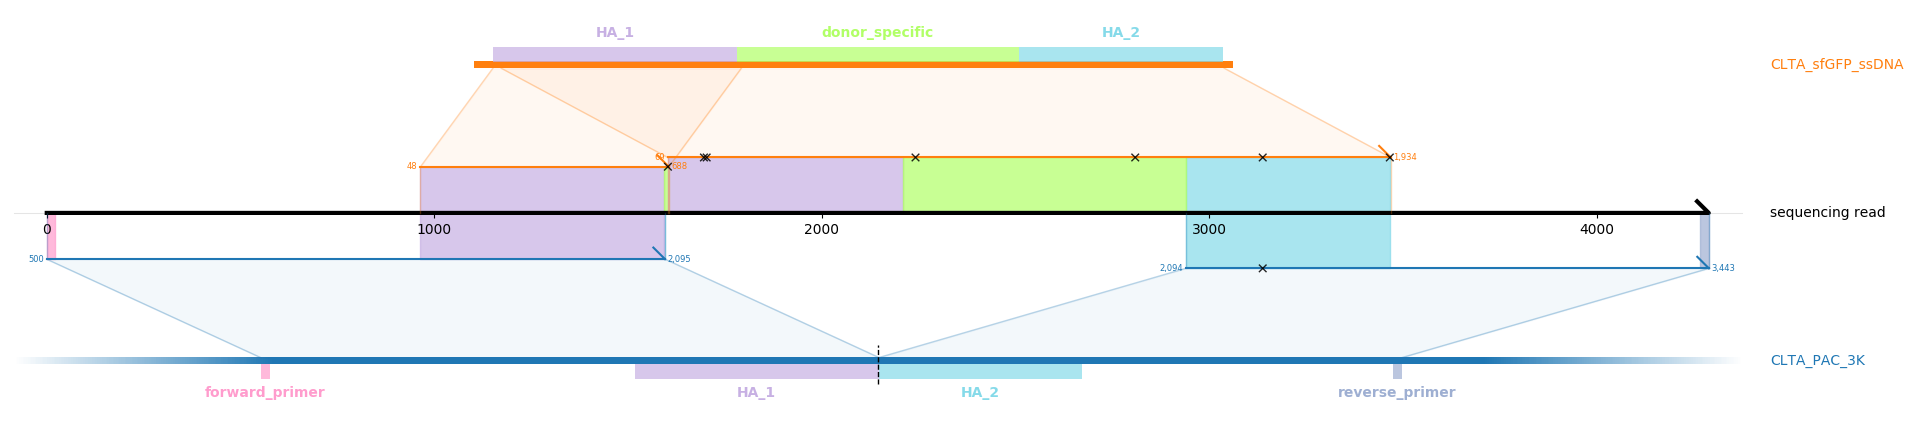 HA_1 donor_specific HA_2
CLTA_sfGFP_ssDNA
48 688 1,934
sequencing read
0 1000 2000 3000 4000
500 2,095 2,094 3,443
CLTA_PAC_3K
forward_primer HA_1 HA_2 reverse_primer